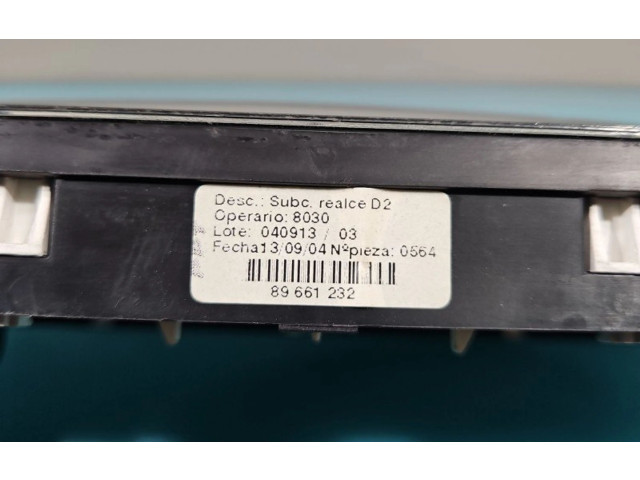 Desc.: Subc. realce D2
Operario: 8030
Lote: 040913 / 03
Fecha13/09/04 Nºpieza: 0564
89 661 232